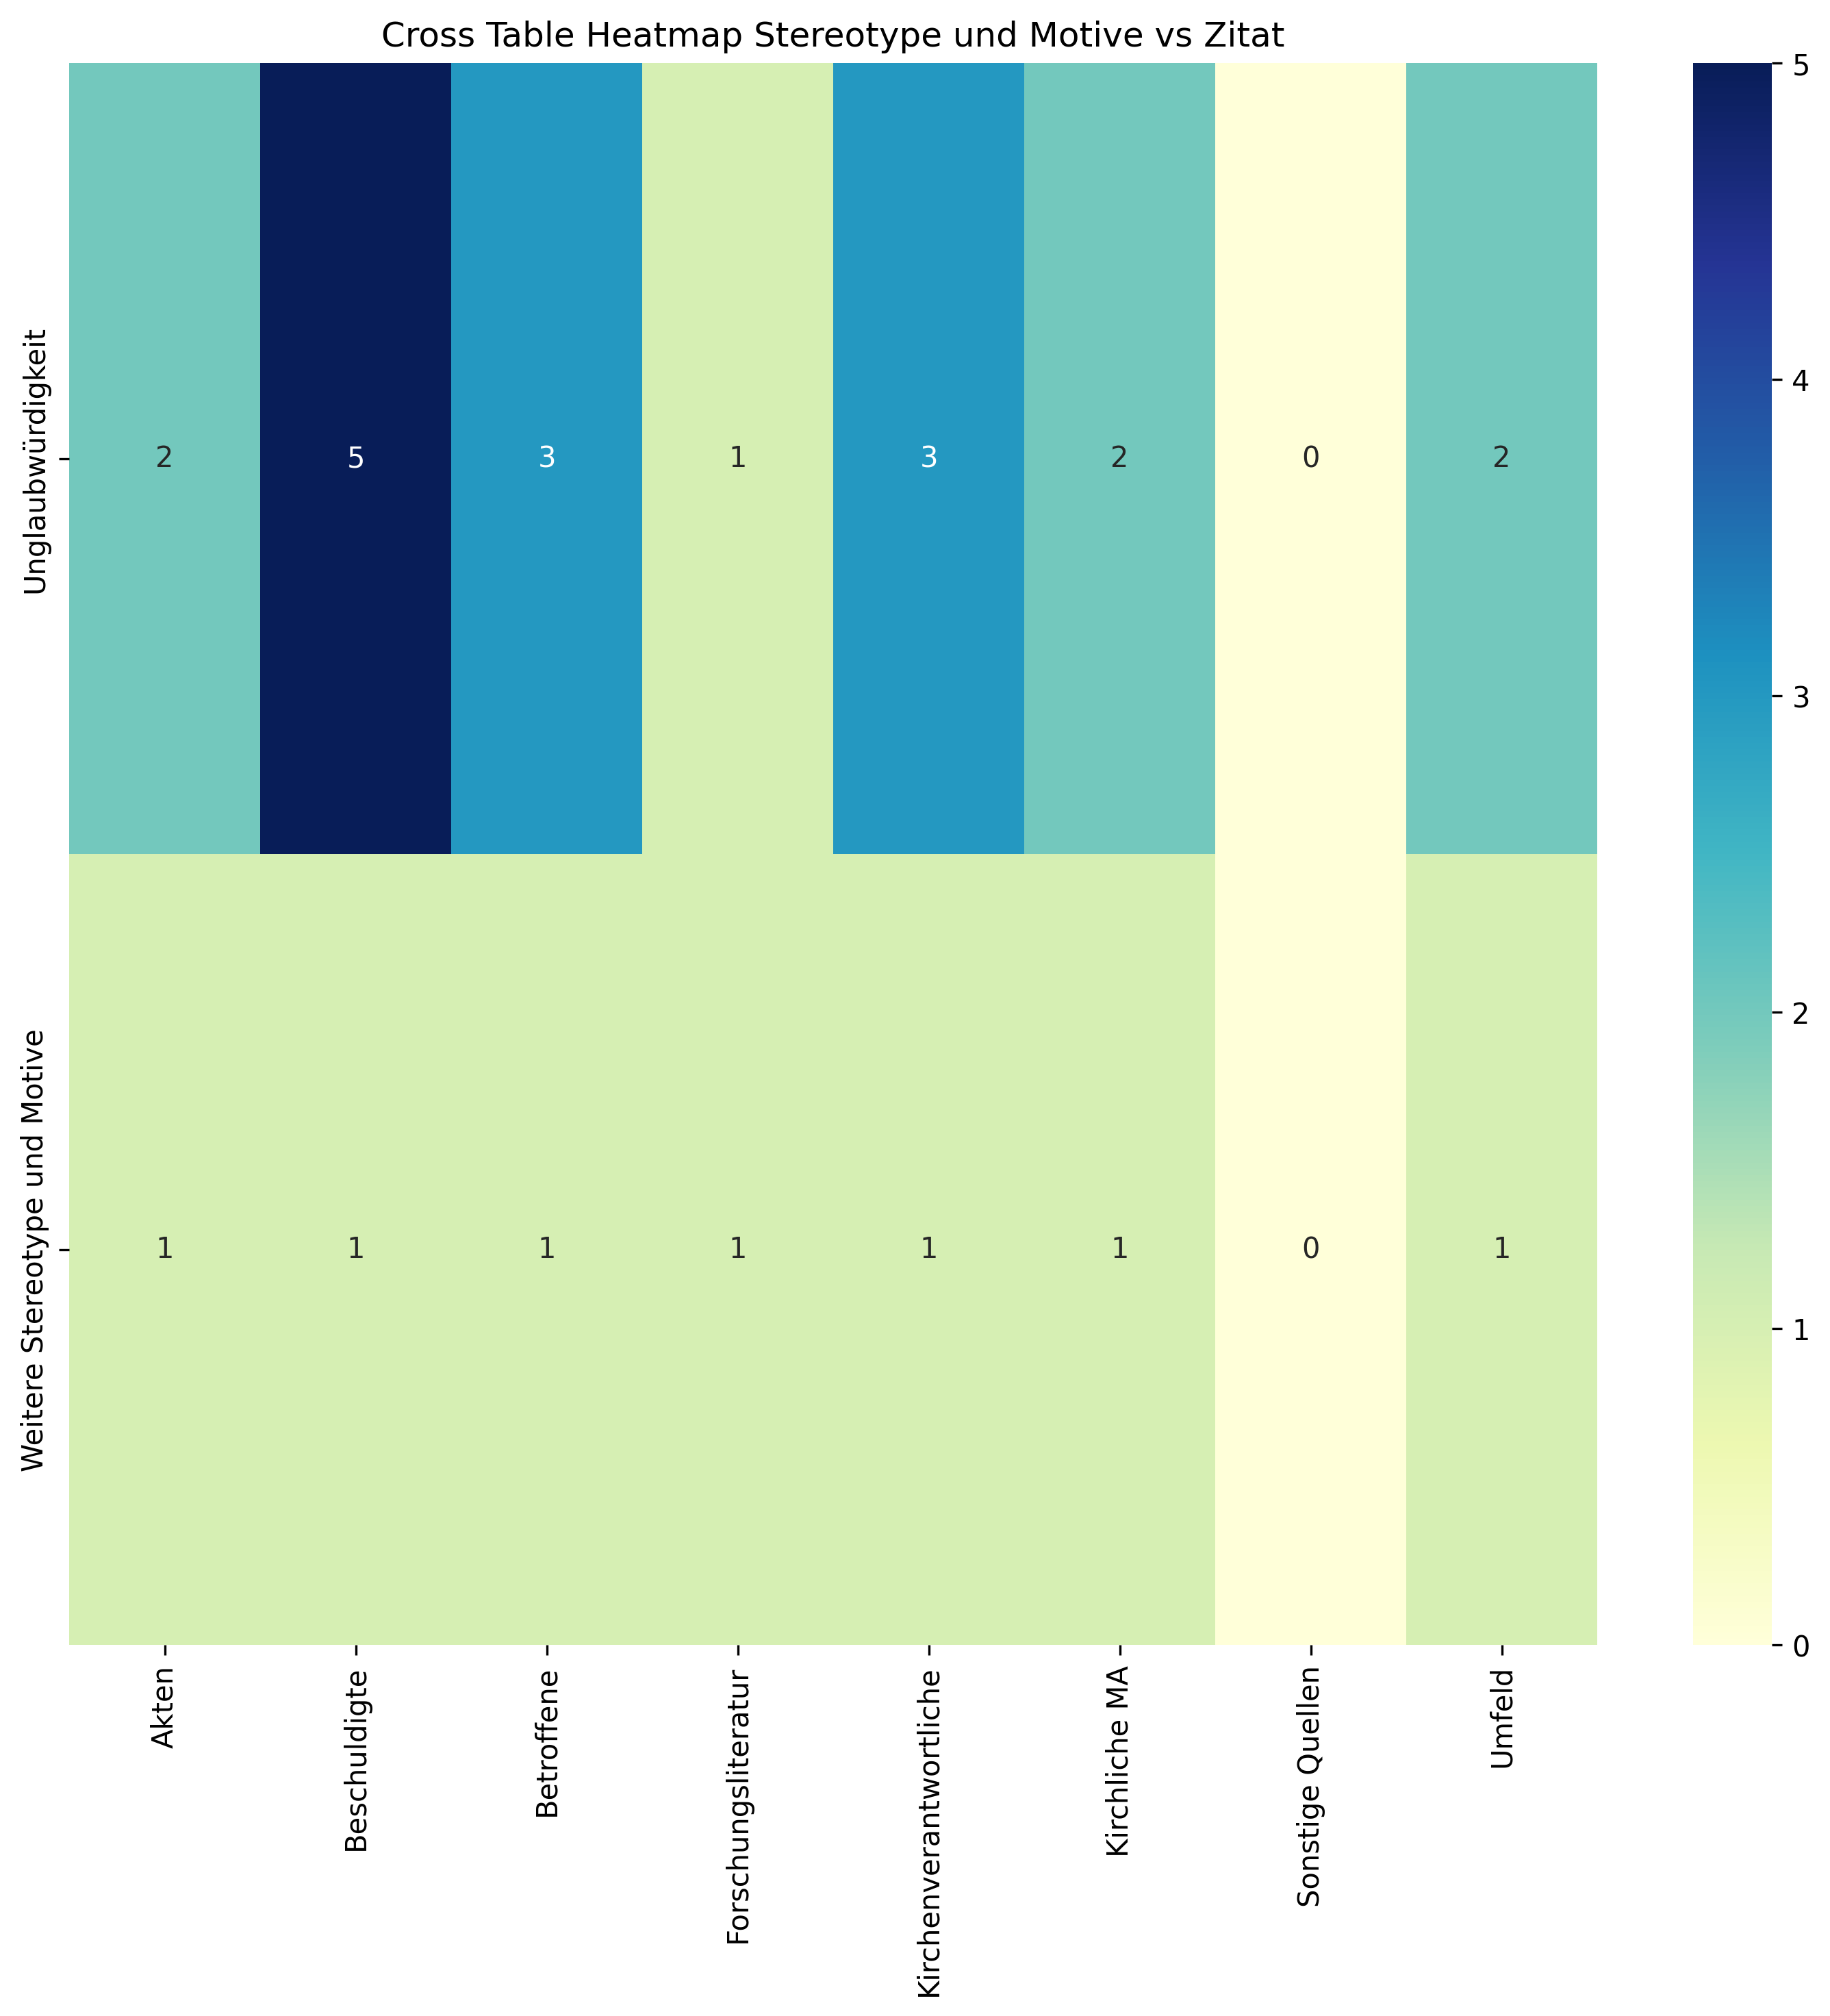 Cross Table Heatmap Stereotype und Motive vs Zitat
Unglaubwürdigkeit
2 5 3 1 3 2 0 2
Weitere Stereotype und Motive
1 1 1 1 1 1 0 1
Akten
Beschuldigte
Betroffene
Forschungsliteratur
Kirchenverantwortliche
Kirchliche MA
Sonstige Quellen
Umfeld
5
4
3
2
1
0